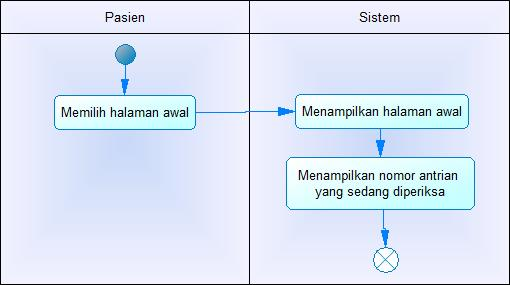 Pasien
Sistem
Memilih halaman awal
Menampilkan halaman awal
Menampilkan nomor antrian
yang sedang diperiksa